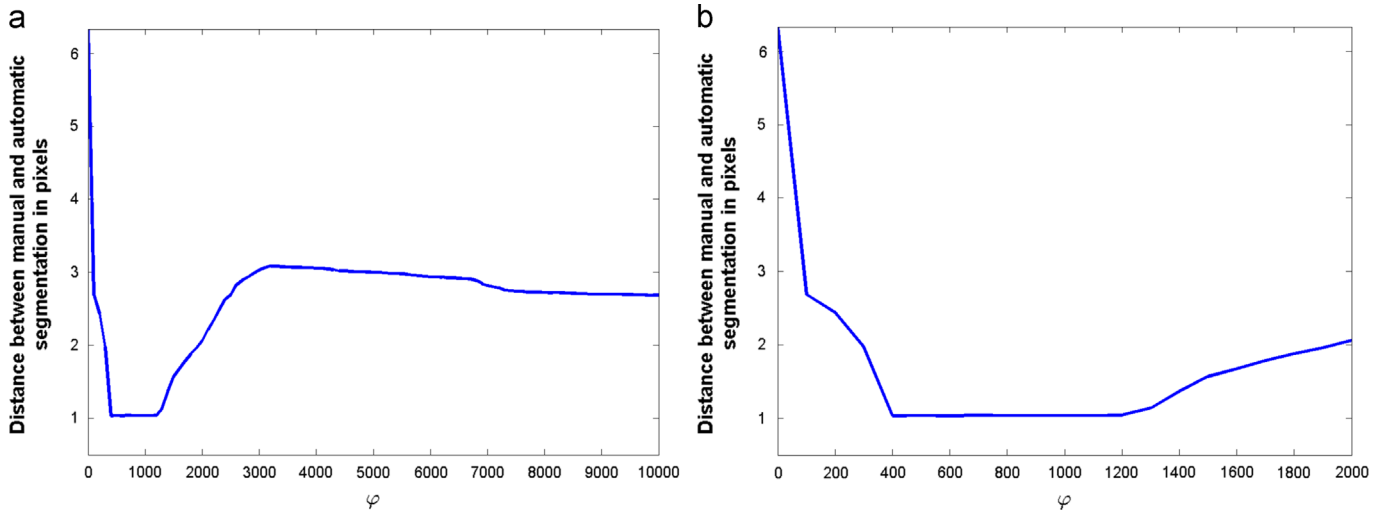 a
Distance between manual and automatic
segmentation in pixels
6
5
4
3
2
1
0 1000 2000 3000 4000 5000 6000 7000 8000 9000 10000
φ
b
Distance between manual and automatic
segmentation in pixels
6
5
4
3
2
1
0 200 400 600 800 1000 1200 1400 1600 1800 2000
φ